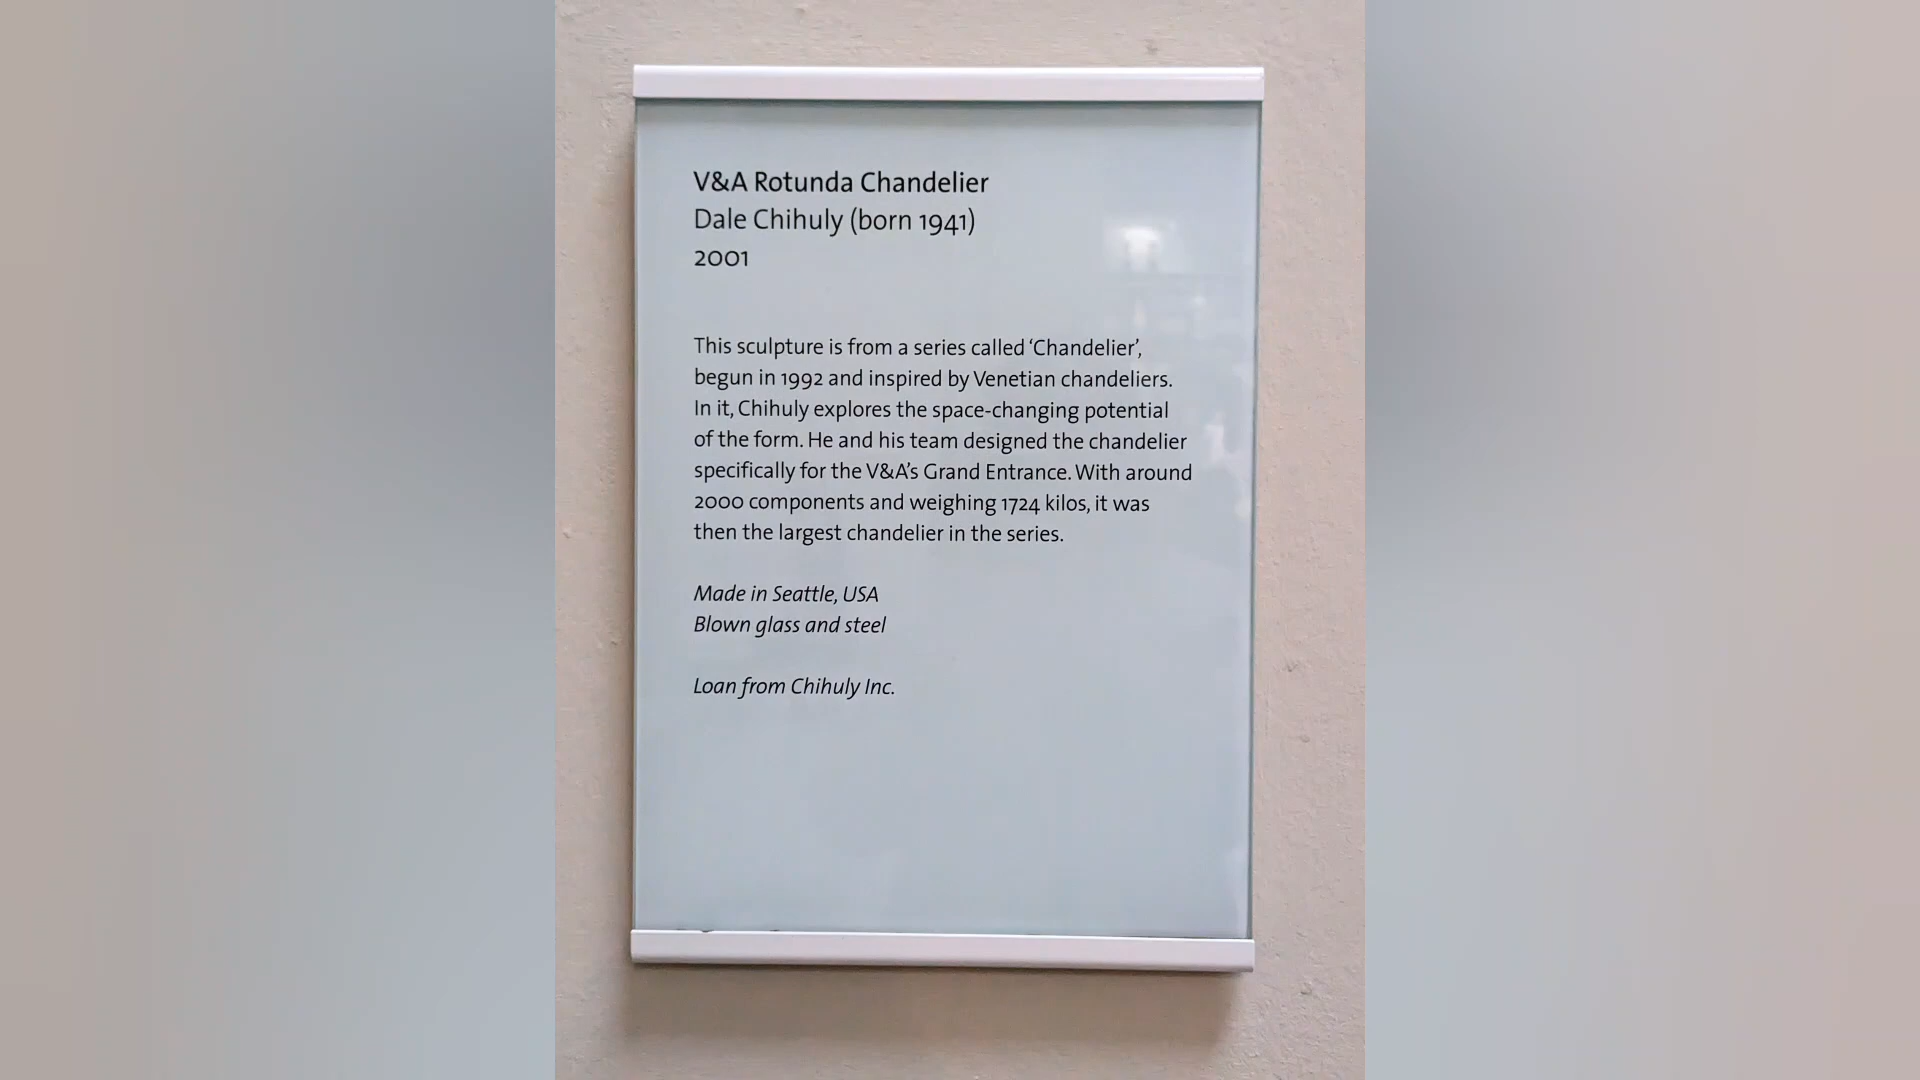 V&A Rotunda Chandelier
Dale Chihuly (born 1941)
2001
This sculpture is from a series called ‘Chandelier’,
begun in 1992 and inspired by Venetian chandeliers.
In it, Chihuly explores the space-changing potential
of the form. He and his team designed the chandelier
specifically for the V&A’s Grand Entrance. With around
2000 components and weighing 1724 kilos, it was
then the largest chandelier in the series.
Made in Seattle, USA
Blown glass and steel
Loan from Chihuly Inc.